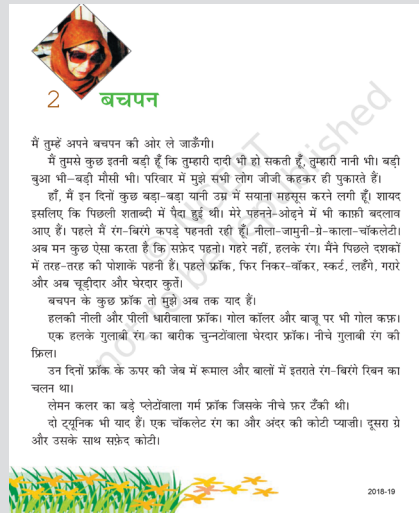 2 बचपन
मैं तुम्हें अपने बचपन की ओर ले जाऊँगी।
मैं तुमसे कुछ इतनी बड़ी हूँ कि तुम्हारी दादी भी हो सकती हूँ, तुम्हारी नानी भी। बड़ी
बुआ भी–बड़ी मौसी भी। परिवार में मुझे सभी लोग जीजी कहकर ही पुकारते हैं।
हाँ, मैं इन दिनों कुछ बड़ा-बड़ा यानी उम्र में सयाना महसूस करने लगी हूँ। शायद
इसलिए कि पिछली शताब्दी में पैदा हुई थी। मेरे पहनने-ओढ़ने में भी काफ़ी बदलाव
आए हैं। पहले मैं रंग-बिरंगे कपड़े पहनती रही हूँ। नीला-जामुनी-ग्रे-काला-चॉकलेटी।
अब मन कुछ ऐसा करता है कि सफ़ेद पहनो। गहरे नहीं, हलके रंग। मैंने पिछले दशकों
में तरह-तरह की पोशाकें पहनी हैं। पहले फ्रॉक, फिर निकर-वॉकर, स्कर्ट, लहँगे, गरारे
और अब चूड़ीदार और घेरदार कुर्ते।
बचपन के कुछ फ्रॉक तो मुझे अब तक याद हैं।
हलकी नीली और पीली धारीवाला फ्रॉक। गोल कॉलर और बाजू पर भी गोल कफ़।
एक हलके गुलाबी रंग का बारीक चुन्नटोंवाला घेरदार फ्रॉक। नीचे गुलाबी रंग की
फ्रिल।
उन दिनों फ्रॉक के ऊपर की जेब में रूमाल और बालों में इतराते रंग-बिरंगे रिबन का
चलन था।
लेमन कलर का बड़े प्लेटोंवाला गर्म फ्रॉक जिसके नीचे फ़र टँकी थी।
दो ट्यूनिक भी याद हैं। एक चॉकलेट रंग का और अंदर की कोटी प्याज़ी। दूसरा ग्रे
और उसके साथ सफ़ेद कोटी।
2018-19
not to be republished